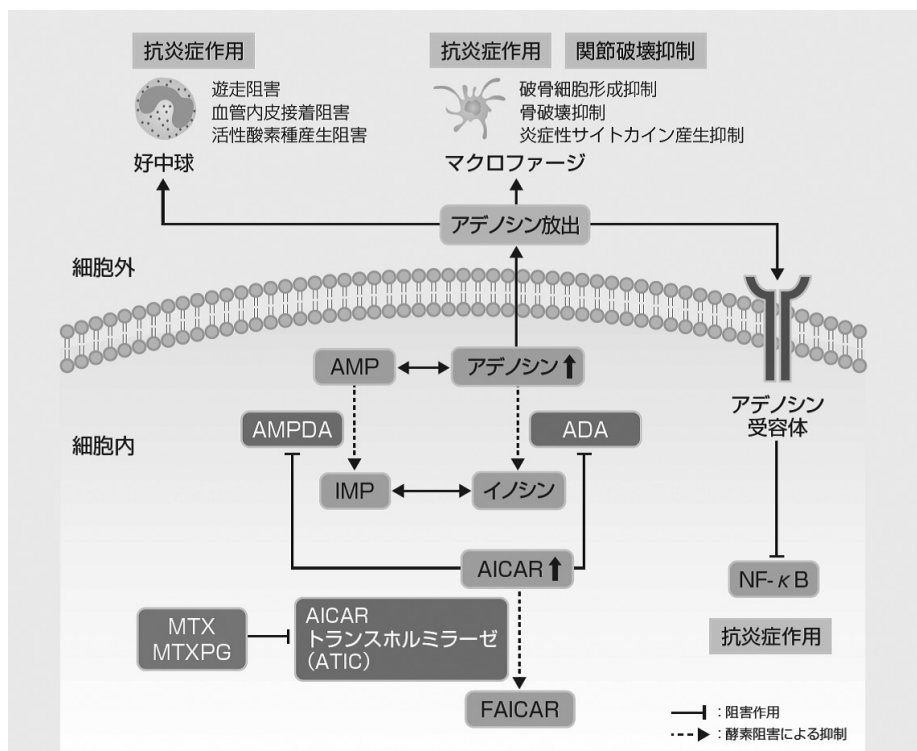 抗炎症作用
遊走阻害
血管内皮接着阻害
活性酸素種産生阻害
好中球
抗炎症作用
関節破壊抑制
破骨細胞形成抑制
骨破壊抑制
炎症性サイトカイン産生抑制
マクロファージ
アデノシン放出
細胞外
AMP
アデノシン
アデノシン
受容体
細胞内
AMPDA
ADA
IMP
イノシン
AICAR
NF-κB
MTX
MTXPG
AICAR
トランスホルミラーゼ
(ATIC)
抗炎症作用
FAICAR
:阻害作用
:酵素阻害による抑制